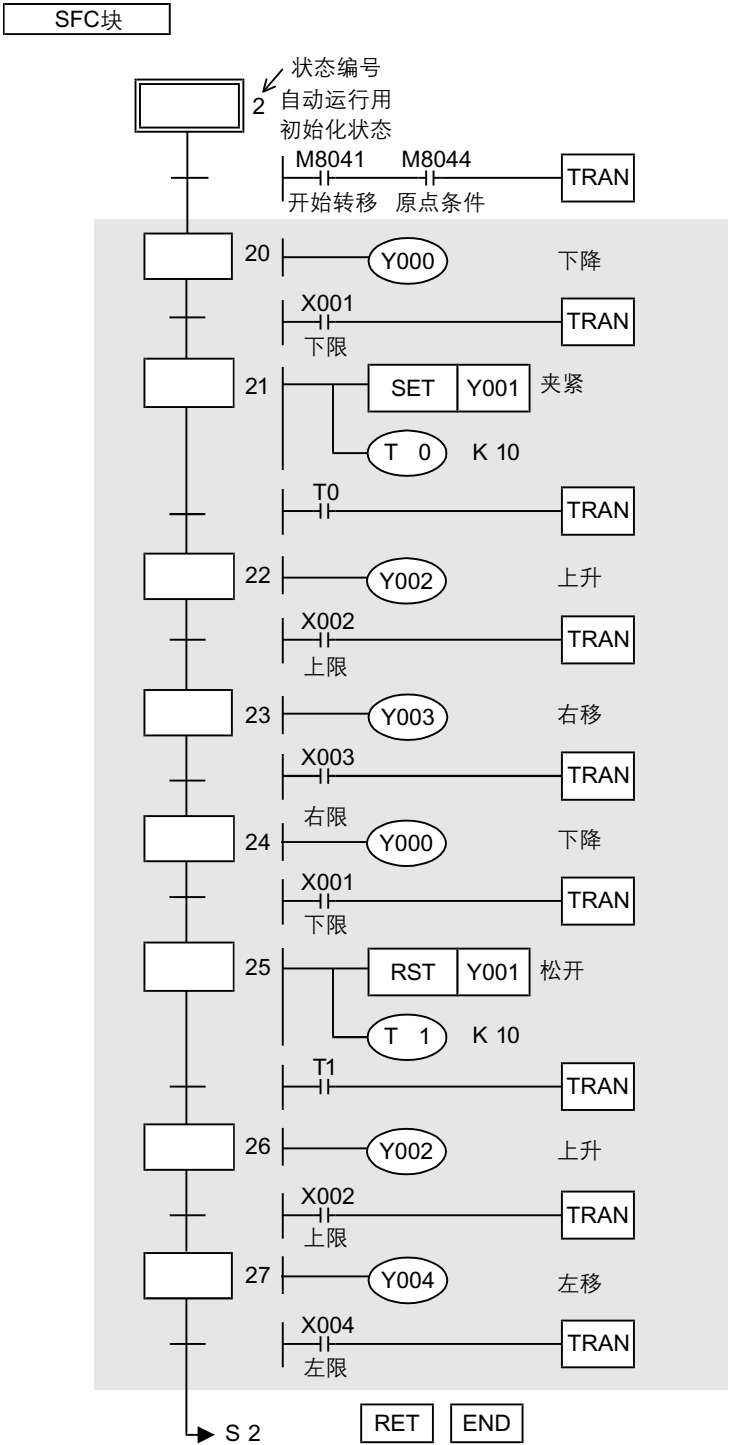 SFC块
状态编号
2 自动运行用
初始化状态
M8041 M8044
TRAN
开始转移 原点条件
20 Y000 下降
X001
TRAN
下限
21 SET Y001 夹紧
T 0 K 10
T0
TRAN
22 Y002 上升
X002
TRAN
上限
23 Y003 右移
X003
TRAN
右限
24 Y000 下降
X001
TRAN
下限
25 RST Y001 松开
T 1 K 10
T1
TRAN
26 Y002 上升
X002
TRAN
上限
27 Y004 左移
X004
TRAN
左限
S 2 RET END